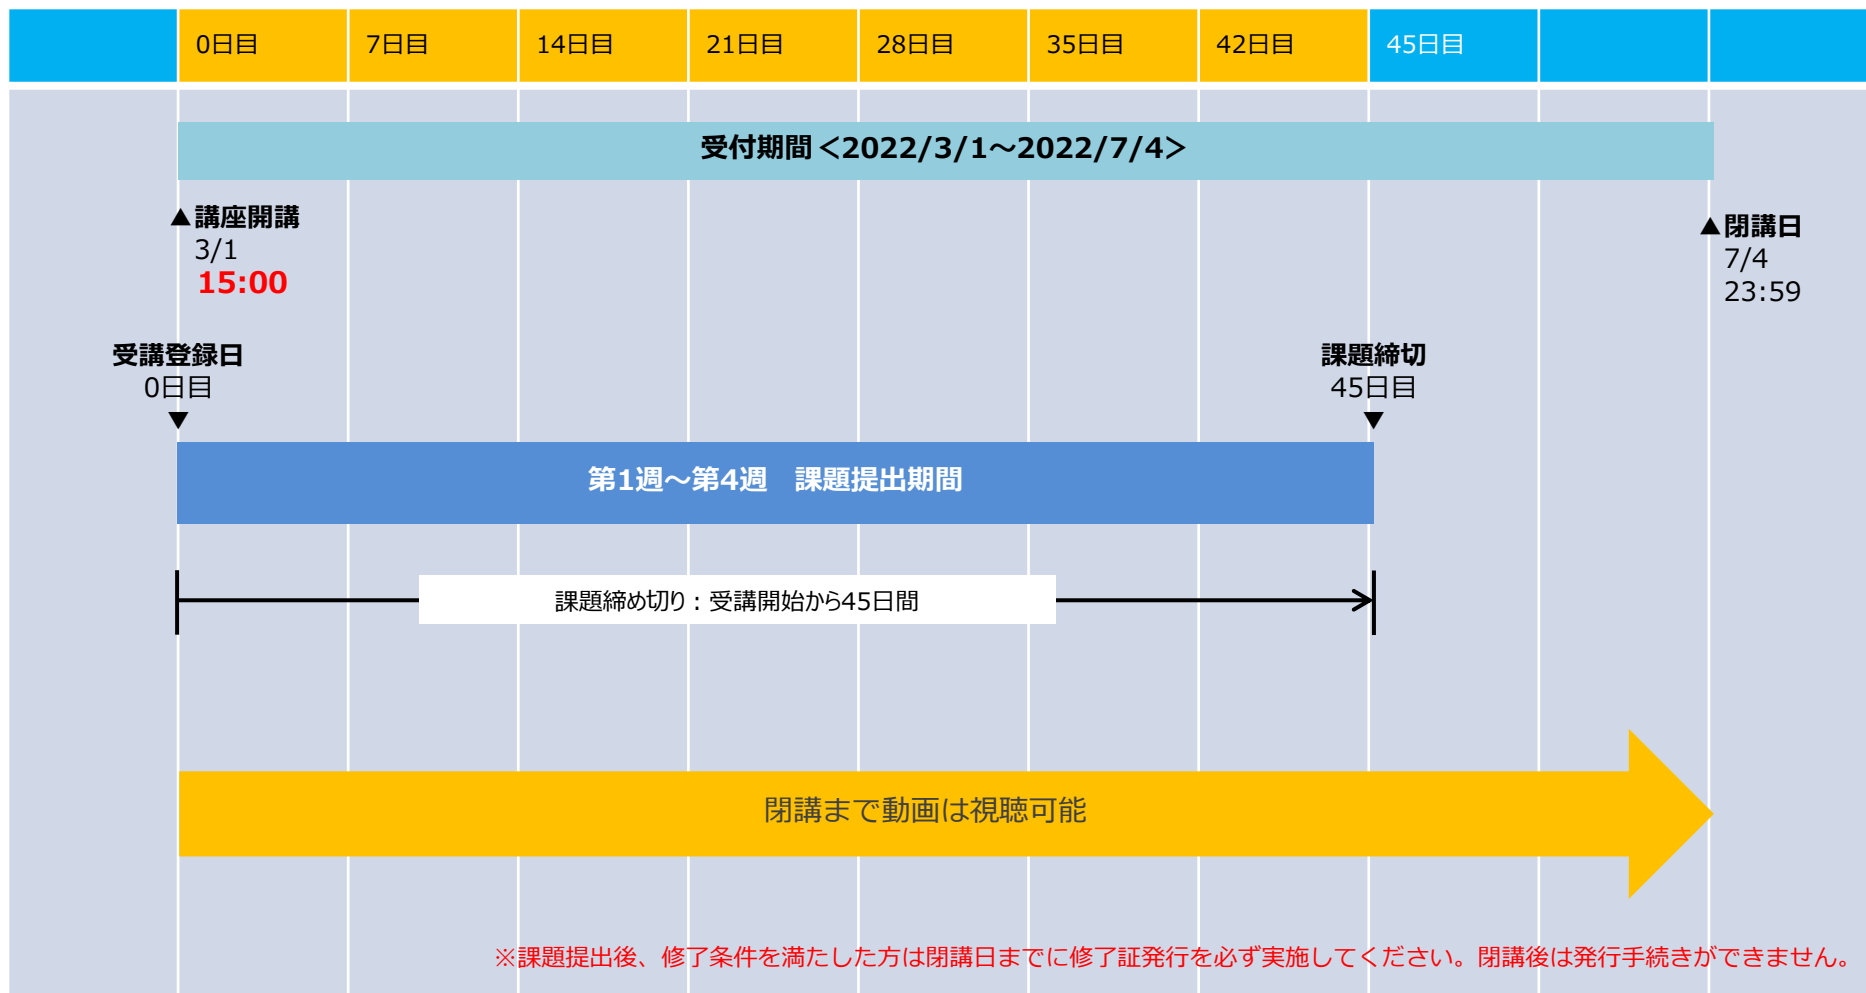 0日目 7日目 14日目 21日目 28日目 35日目 42日目 45日目
受付期間<2022/3/1～2022/7/4>
▲講座開講
3/1
15:00
▲閉講日
7/4
23:59
受講登録日
0日目
▼
課題締切
45日目
▼
第1週～第4週　課題提出期間
課題締め切り：受講開始から45日間
閉講まで動画は視聴可能
※課題提出後、修了条件を満たした方は閉講日までに修了証発行を必ず実施してください。閉講後は発行手続きができません。